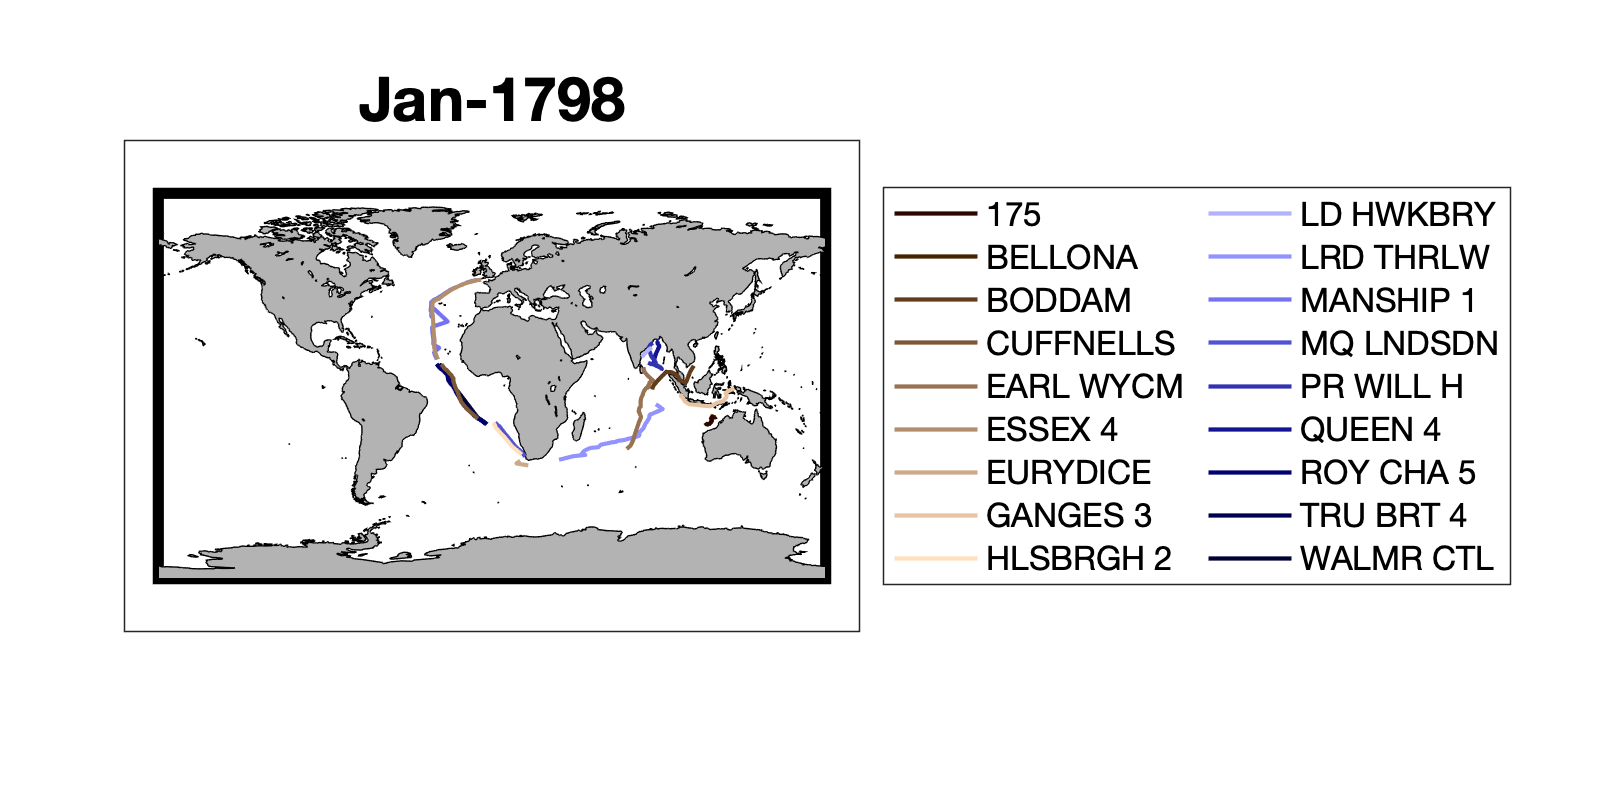 Jan-1798
175
BELLONA
BODDAM
CUFFNELLS
EARL WYCM
ESSEX 4
EURYDICE
GANGES 3
HLSBRGH 2
LD HWKBRY
LRD THRLW
MANSHIP 1
MQ LNDSDN
PR WILL H
QUEEN 4
ROY CHA 5
TRU BRT 4
WALMR CTL